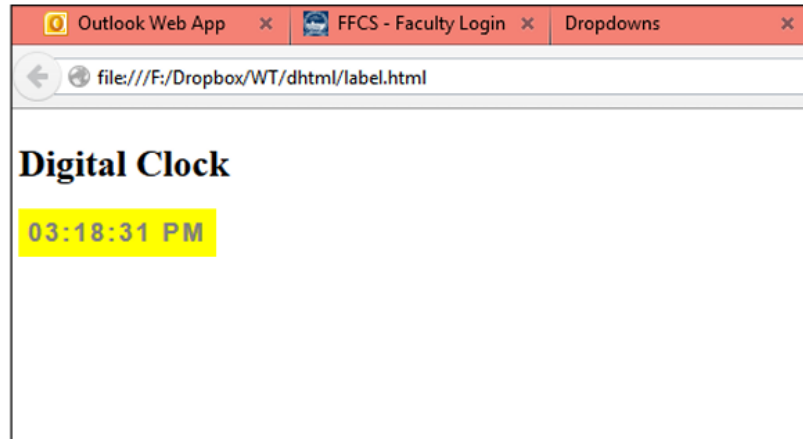 Outlook Web App × FFCS - Faculty Login × Dropdowns ×
file:///F:/Dropbox/WT/dhtml/label.html
Digital Clock
03:18:31 PM